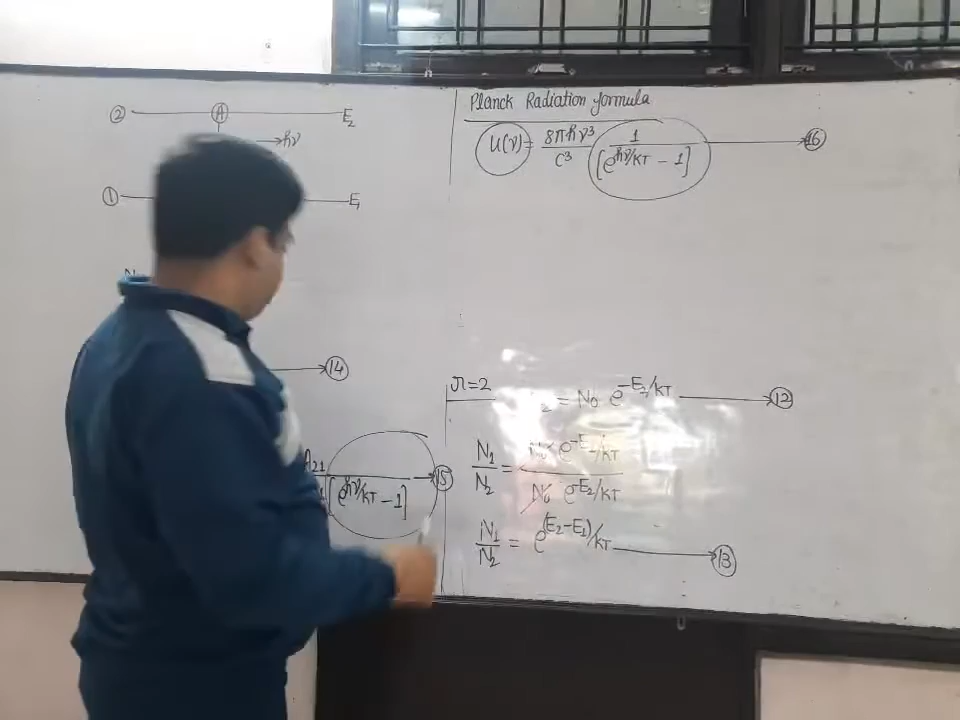 ② A E₂
hν
① E₁
→ ⑭
A₂₁ / [e^hν/KT - 1] → ⑮
Planck Radiation formula
u(ν) = 8πhν³ / C³ 1 / [e^hν/KT - 1] → ⑯
n=2
₂ = N₀ e^-E₂/KT → ⑫
N₁ / N₂ = N₀ e^-E₁/KT / N₀ e^-E₂/KT
N₁ / N₂ = e^(E₂-E₁)/KT → ⑬